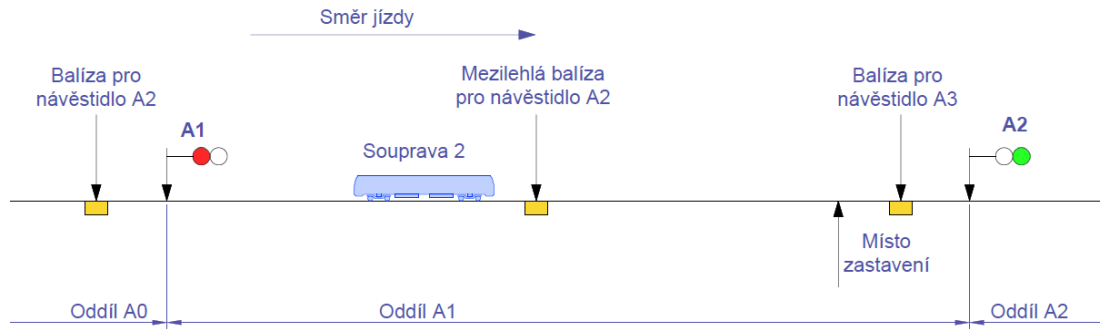 Směr jízdy
Balíza pro
návěstidlo A2
Mezilehlá balíza
pro návěstidlo A2
Balíza pro
návěstidlo A3
A1
A2
Souprava 2
Místo
zastavení
Oddíl A0
Oddíl A1
Oddíl A2